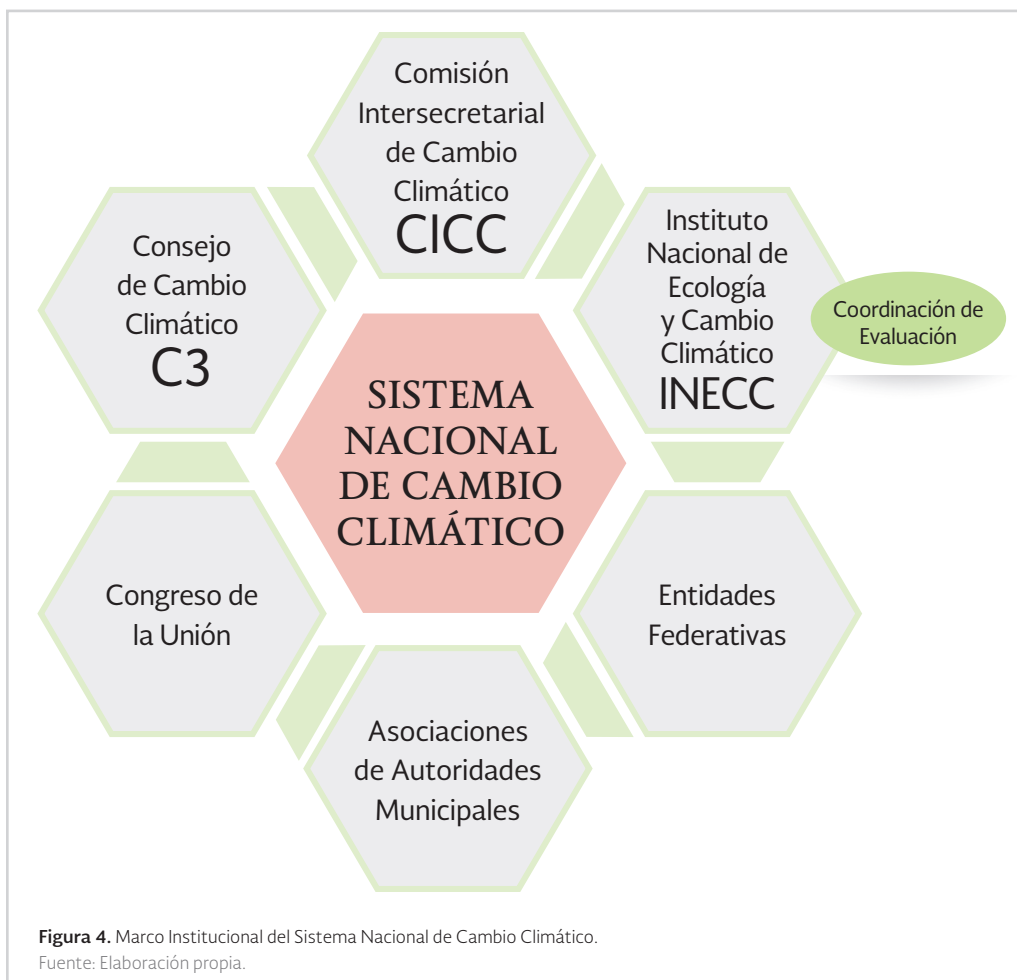 Comisión
Intersecretarial
de Cambio
Climático
CICC
Instituto
Nacional de
Ecología
y Cambio
Climático
INECC
Coordinación de
Evaluación
Consejo
de Cambio
Climático
C3
SISTEMA
NACIONAL
DE CAMBIO
CLIMÁTICO
Congreso de
la Unión
Entidades
Federativas
Asociaciones
de Autoridades
Municipales
Figura 4. Marco Institucional del Sistema Nacional de Cambio Climático.
Fuente: Elaboración propia.